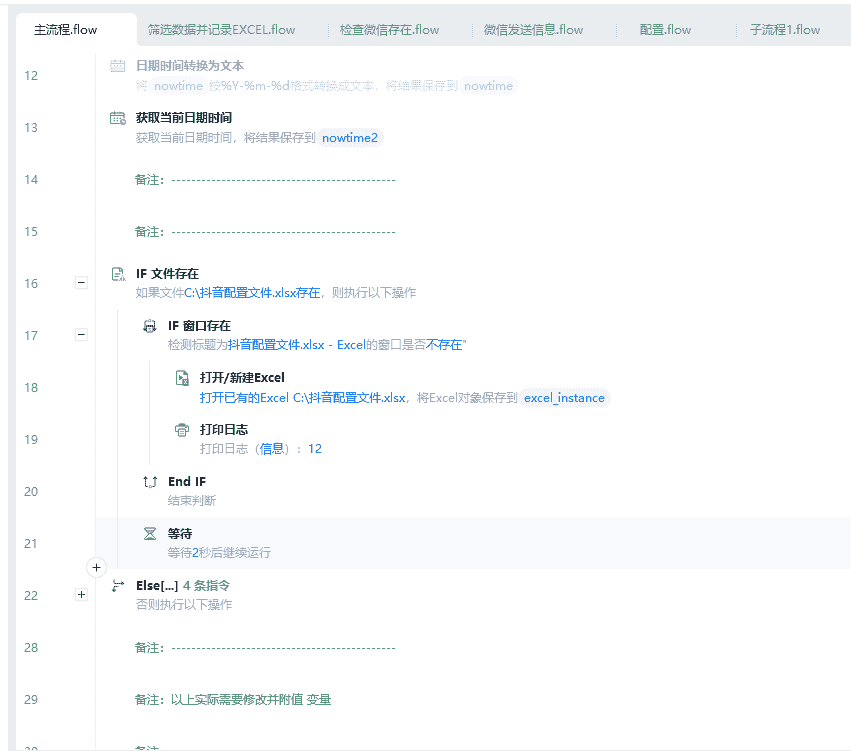 主流程.flow 筛选数据并记录EXCEL.flow 检查微信存在.flow 微信发送信息.flow 配置.flow 子流程1.flow
12 日期时间转换为文本
将 nowtime 按%Y-%m-%d格式转换成文本，将结果保存到 nowtime
13 获取当前日期时间
获取当前日期时间，将结果保存到 nowtime2
14 备注：---------------------------------------------
15 备注：---------------------------------------------
16 IF 文件存在
如果文件C:\抖音配置文件.xlsx存在，则执行以下操作
17 IF 窗口存在
检测标题为抖音配置文件.xlsx - Excel的窗口是否不存在"
18 打开/新建Excel
打开已有的Excel C:\抖音配置文件.xlsx，将Excel对象保存到 excel_instance
19 打印日志
打印日志（信息）：12
20 End IF
结束判断
21 等待
等待2秒后继续运行
22 Else[...] 4 条指令
否则执行以下操作
28 备注：---------------------------------------------
29 备注：以上实际需要修改并附值 变量